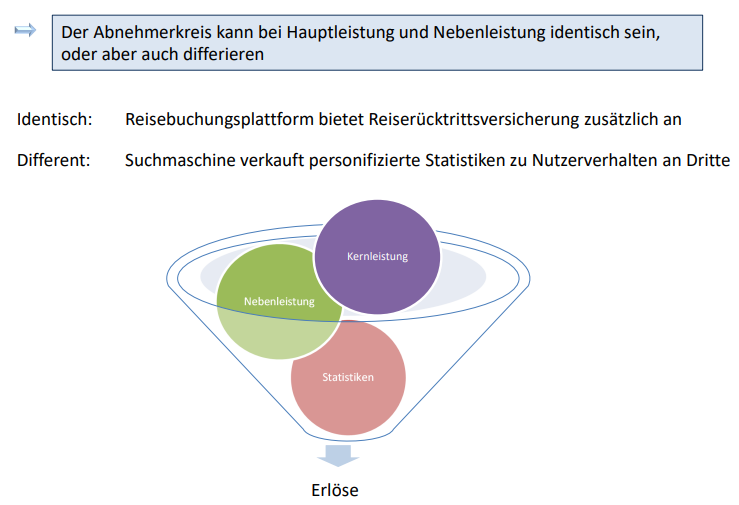 Der Abnehmerkreis kann bei Hauptleistung und Nebenleistung identisch sein,
oder aber auch differieren
Identisch: Reisebuchungsplattform bietet Reiserücktrittsversicherung zusätzlich an
Different: Suchmaschine verkauft personifizierte Statistiken zu Nutzerverhalten an Dritte
Kernleistung
Nebenleistung
Statistiken
Erlöse